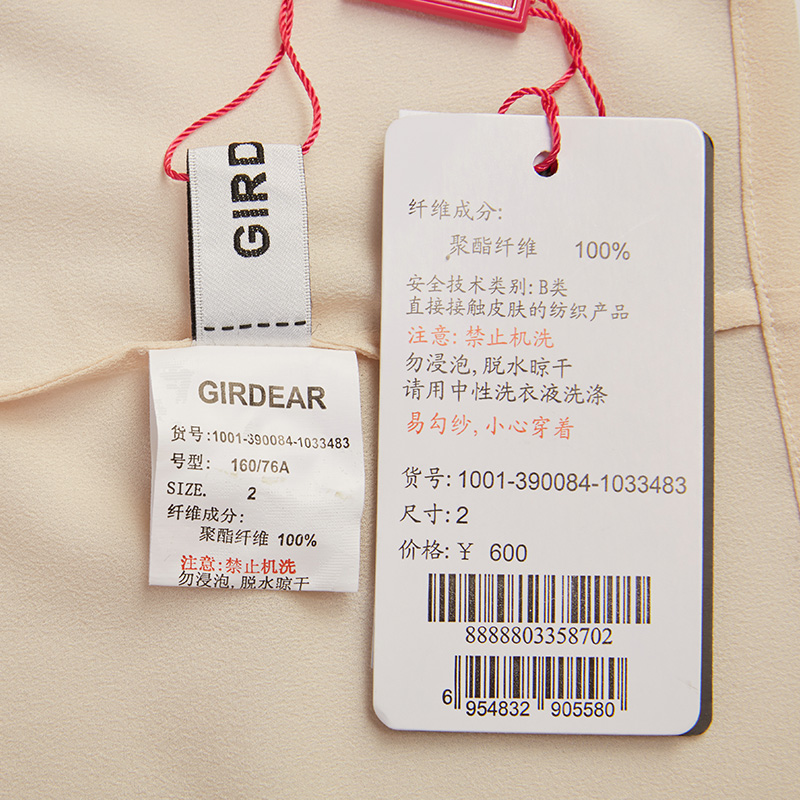 GIRD
GIRDEAR
货号:1001-390084-1033483
号型: 160/76A
SIZE. 2
纤维成分:
聚酯纤维 100%
注意:禁止机洗
勿浸泡,脱水晾干
纤维成分:
聚酯纤维 100%
安全技术类别:B类
直接接触皮肤的纺织产品
注意:禁止机洗
勿浸泡,脱水晾干
请用中性洗衣液洗涤
易勾纱,小心穿着
货号:1001-390084-1033483
尺寸:2
价格:¥ 600
8888803358702
6 954832 905580